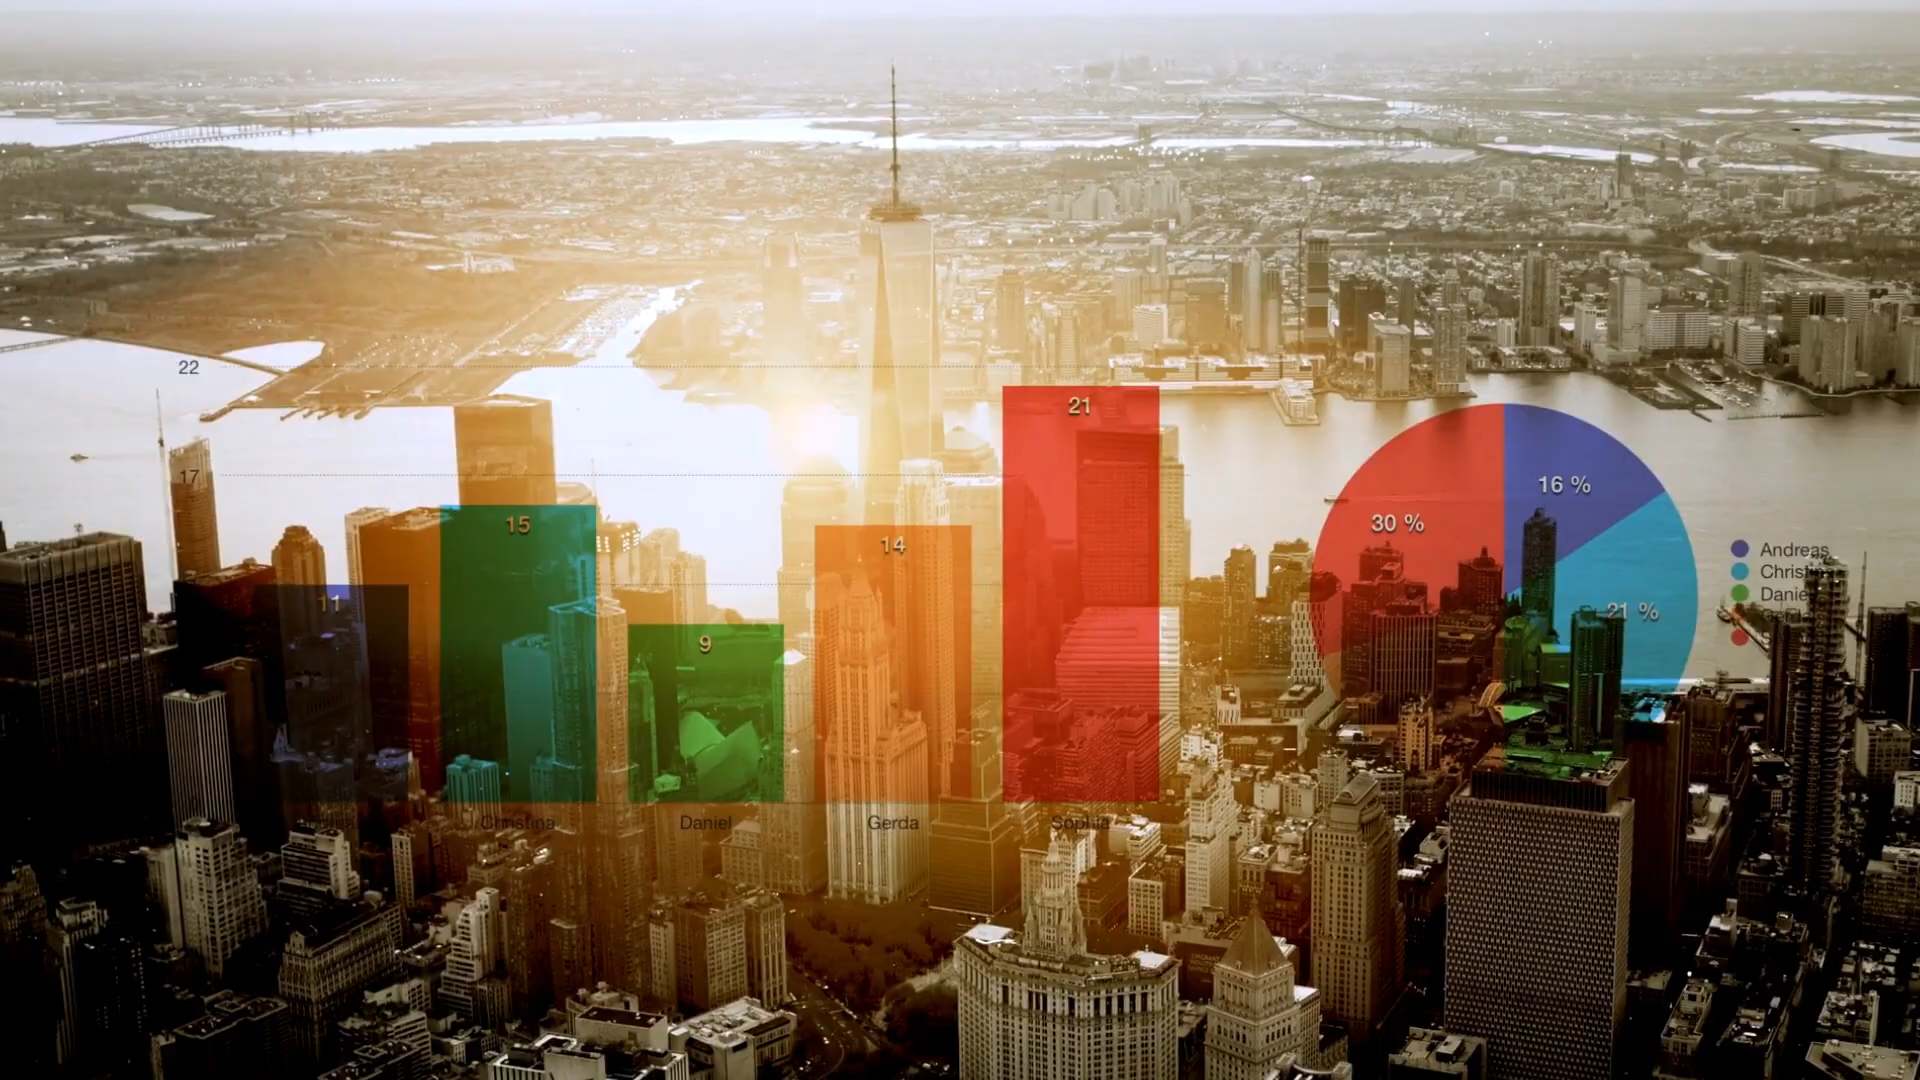 22
17
11
15
9
14
21
Christina
Daniel
Gerda
Sophia
30 %
16 %
21 %
Andreas
Christina
Daniel